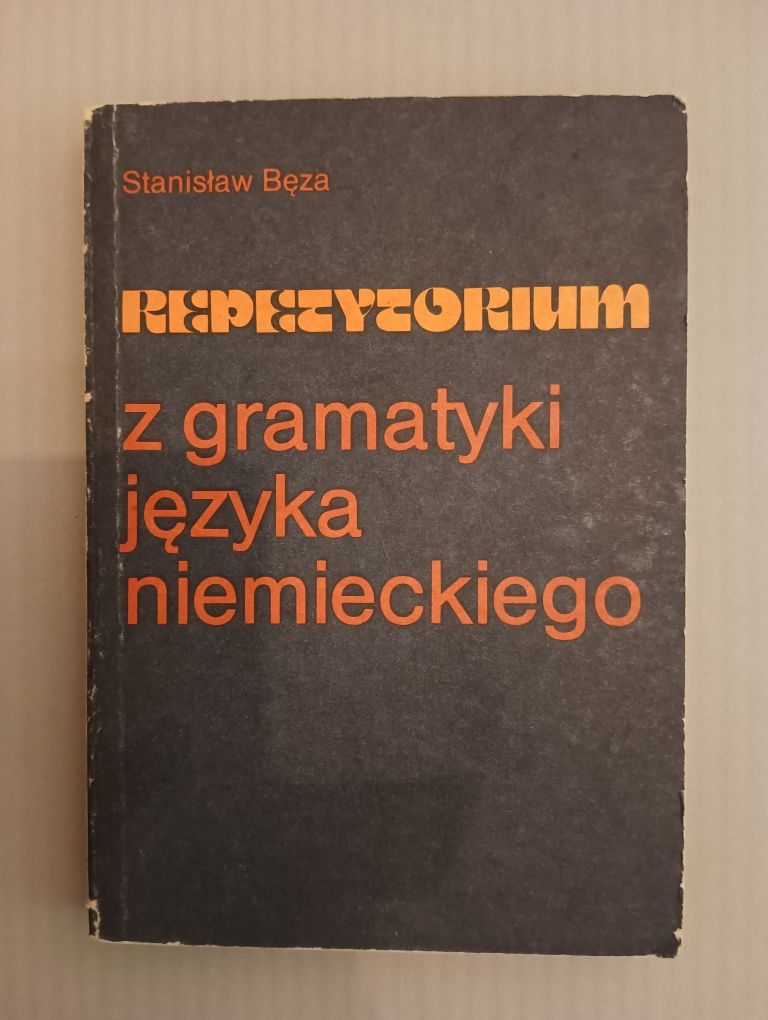 Stanisław Bęza
REPETYTORIUM
z gramatyki
języka
niemieckiego